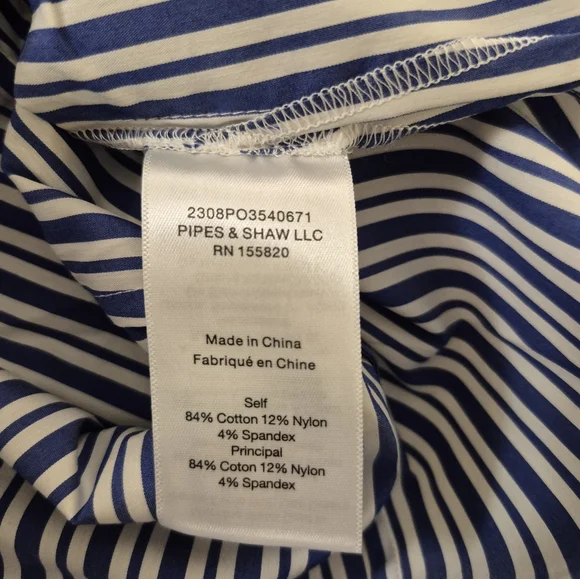 2308PO3540671
PIPES & SHAW LLC
RN 155820
Made in China
Fabriqué en Chine
Self
84% Cotton 12% Nylon
4% Spandex
Principal
84% Coton 12% Nylon
4% Spandex